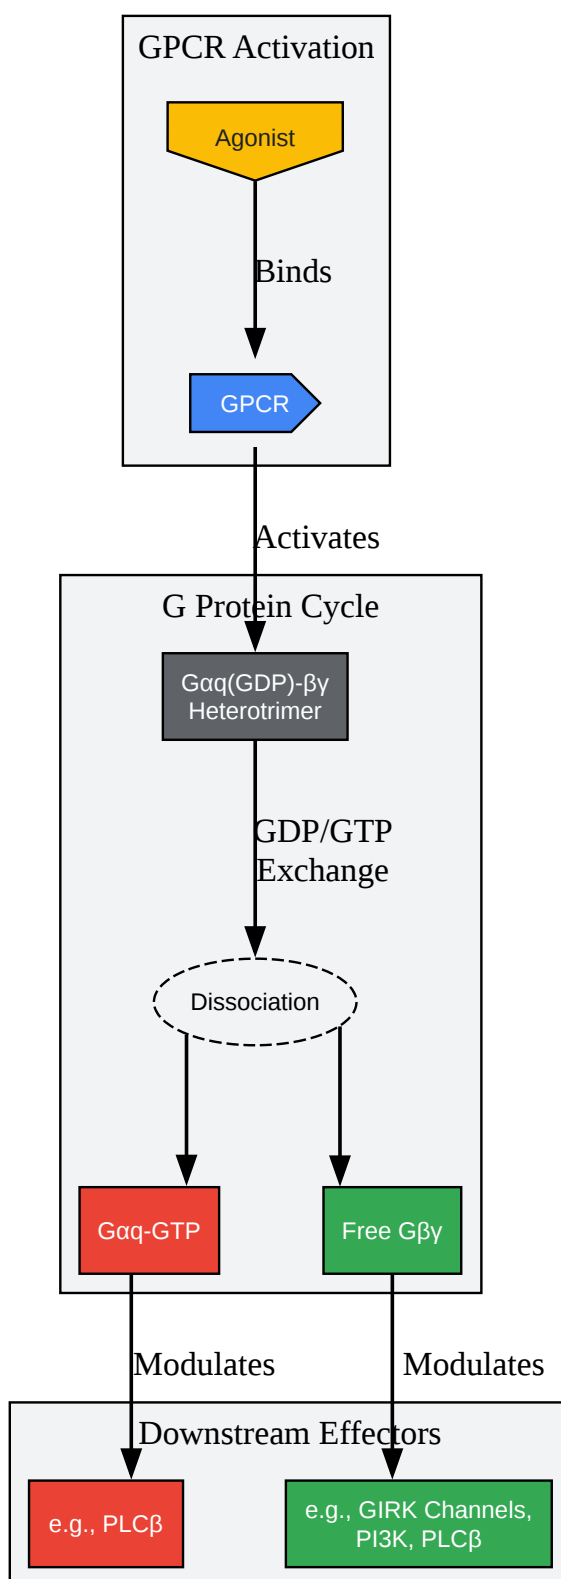 GPCR Activation
Agonist
Binds
GPCR
Activates
G Protein Cycle
Gαq(GDP)-βγ
Heterotrimer
GDP/GTP
Exchange
Dissociation
Gαq-GTP
Free Gβγ
Modulates
Modulates
Downstream Effectors
e.g., PLCβ
e.g., GIRK Channels,
PI3K, PLCβ